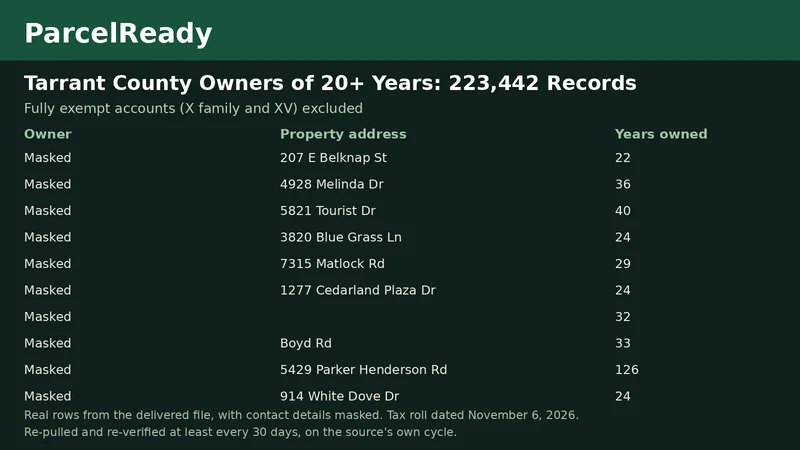 ParcelReady
Tarrant County Owners of 20+ Years: 223,442 Records
Fully exempt accounts (X family and XV) excluded
Owner Property address Years owned
Masked 207 E Belknap St 22
Masked 4928 Melinda Dr 36
Masked 5821 Tourist Dr 40
Masked 3820 Blue Grass Ln 24
Masked 7315 Matlock Rd 29
Masked 1277 Cedarland Plaza Dr 24
Masked 32
Masked Boyd Rd 33
Masked 5429 Parker Henderson Rd 126
Masked 914 White Dove Dr 24
Real rows from the delivered file, with contact details masked. Tax roll dated November 6, 2026.
Re-pulled and re-verified at least every 30 days, on the source's own cycle.